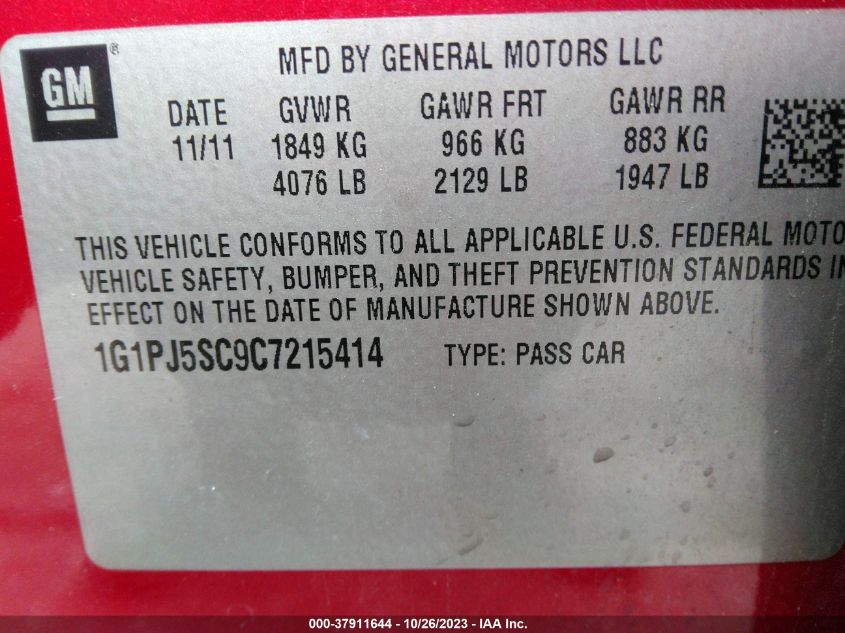 GM ®
MFD BY GENERAL MOTORS LLC
DATE GVWR GAWR FRT GAWR RR
11/11 1849 KG 966 KG 883 KG
4076 LB 2129 LB 1947 LB
THIS VEHICLE CONFORMS TO ALL APPLICABLE U.S. FEDERAL MOTO
VEHICLE SAFETY, BUMPER, AND THEFT PREVENTION STANDARDS IN
EFFECT ON THE DATE OF MANUFACTURE SHOWN ABOVE.
1G1PJ5SC9C7215414 TYPE: PASS CAR
000-37911644 - 10/26/2023 - IAA Inc.